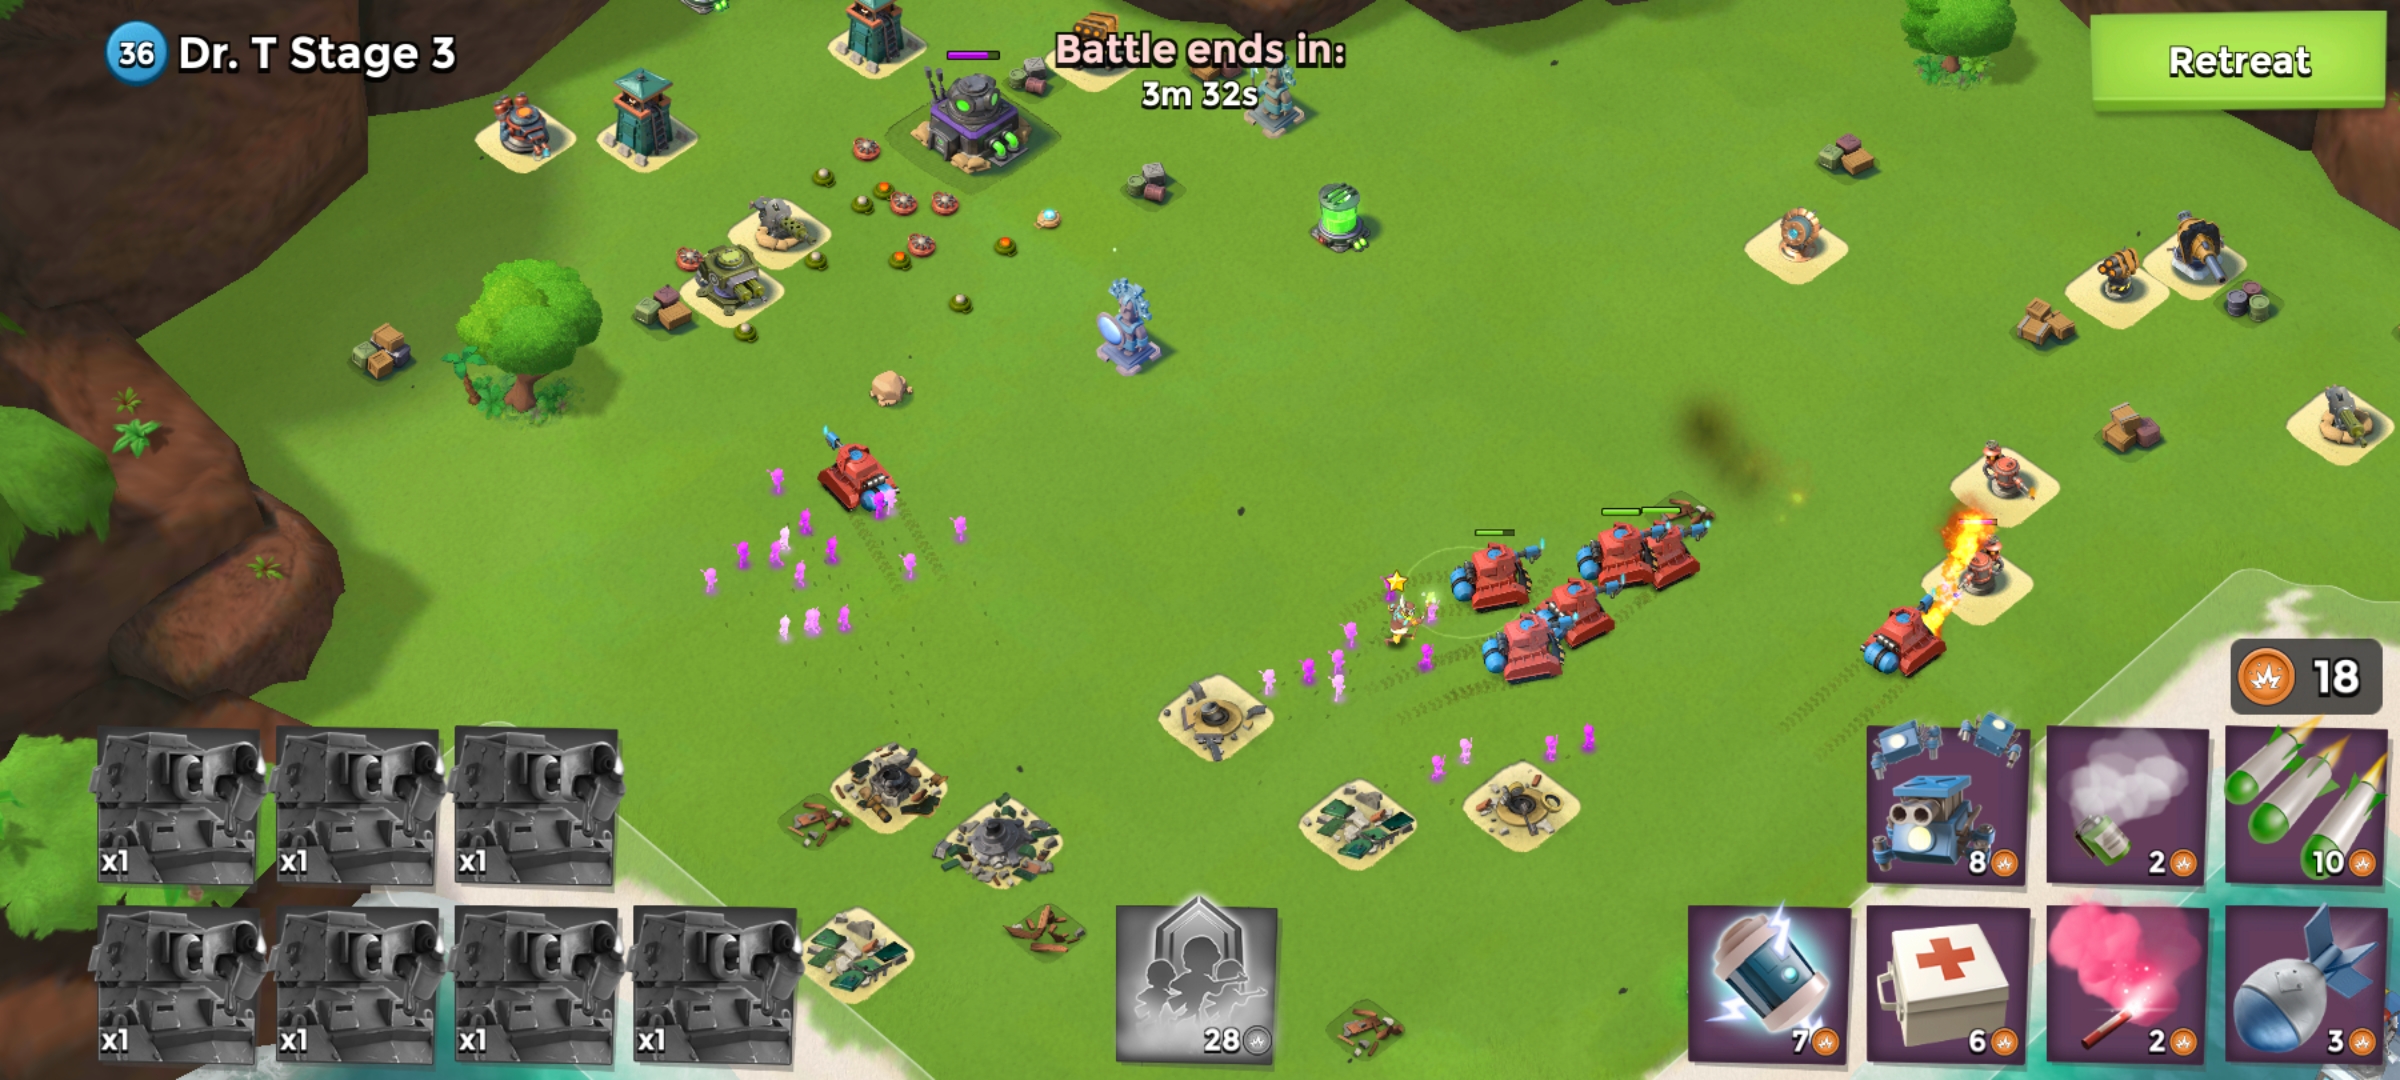 36 Dr. T Stage 3
Battle ends in:
3m 32s
Retreat
18
x1 x1 x1
8 2 10
x1 x1 x1 x1
28
7 6 2 3